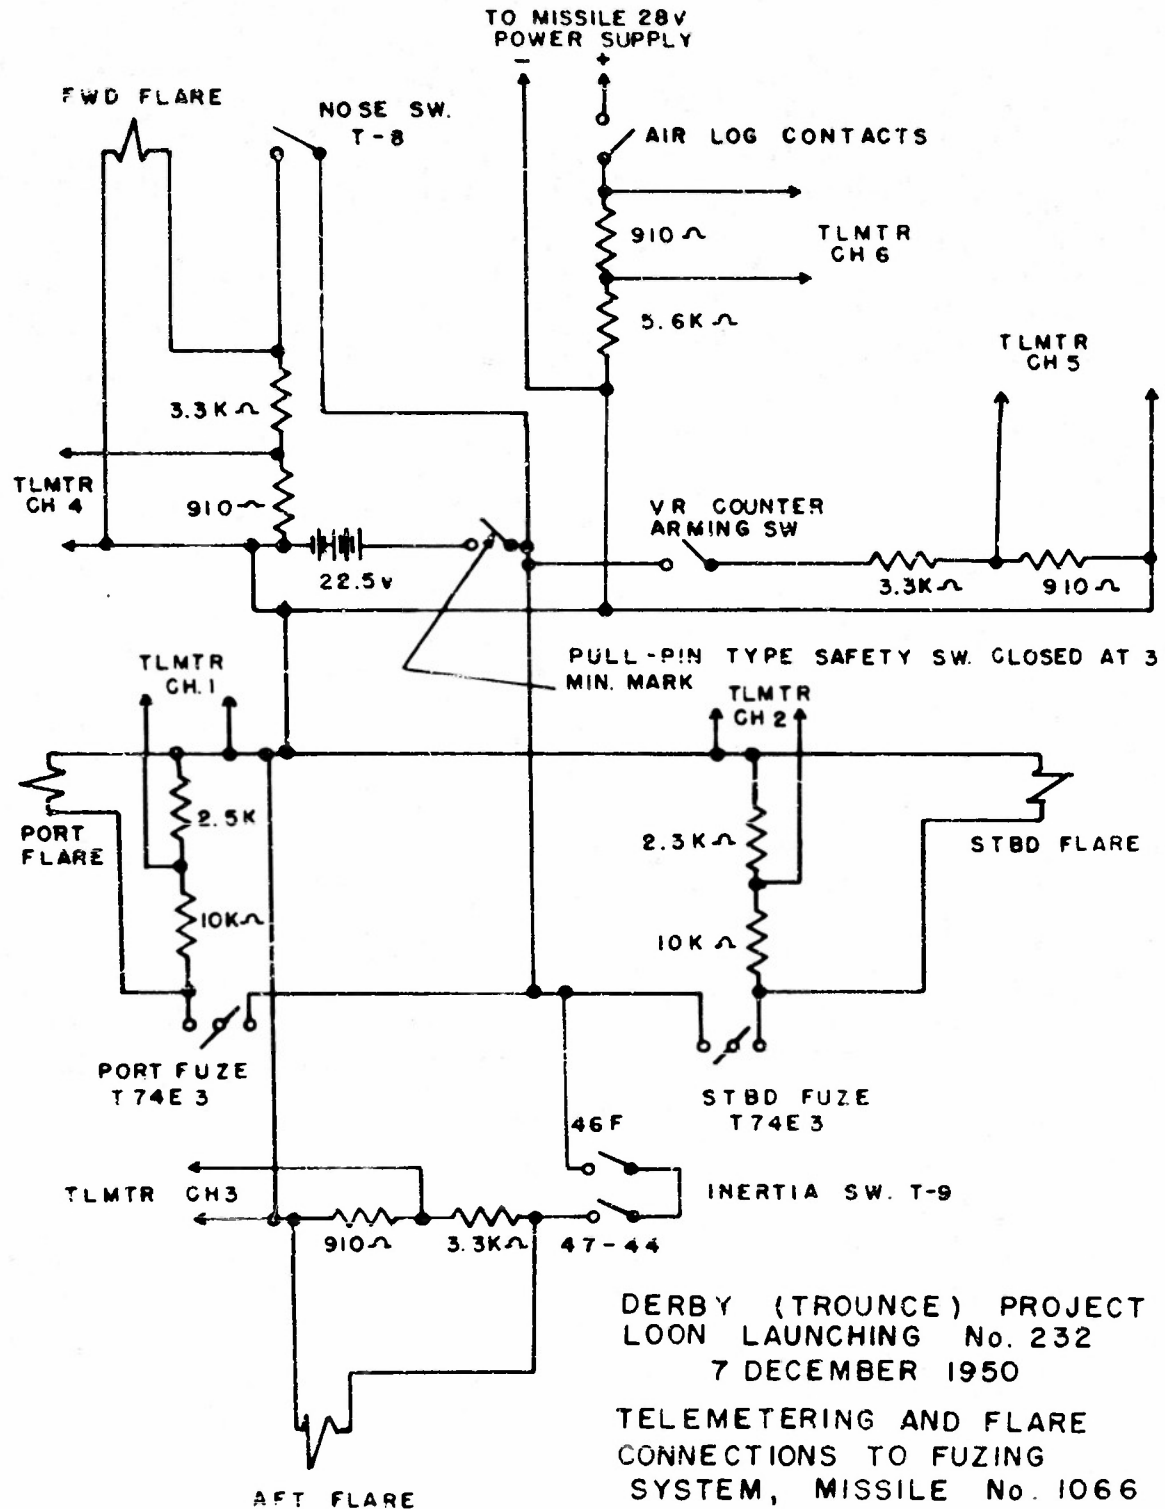 TO MISSILE 28V
POWER SUPPLY
- +
FWD FLARE
NOSE SW.
T-8
AIR LOG CONTACTS
910 Ω
TLMTR
CH 6
5.6K Ω
TLMTR
CH 5
3.3K Ω
TLMTR
CH 4
910
22.5V
VR COUNTER
ARMING SW
3.3K Ω
910 Ω
PULL-PIN TYPE SAFETY SW. CLOSED AT 3
MIN. MARK
TLMTR
CH. 1
TLMTR
CH 2
2.5K
PORT
FLARE
2.3K Ω
STBD FLARE
10K Ω
10K Ω
PORT FUZE
T74E3
STBD FUZE
T74E3
46F
TLMTR CH3
INERTIA SW. T-9
910 Ω
3.3K Ω
47-44
DERBY (TROUNCE) PROJECT
LOON LAUNCHING No. 232
7 DECEMBER 1950
TELEMETERING AND FLARE
CONNECTIONS TO FUZING
SYSTEM, MISSILE No. 1066
AFT FLARE